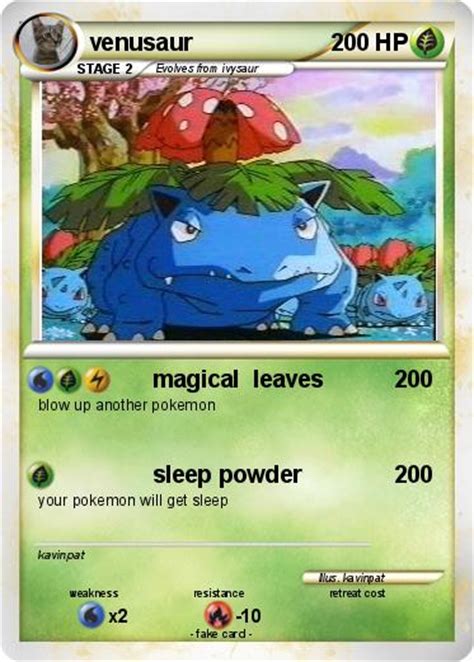 venusaur 200 HP
STAGE 2 Evolves from ivysaur
magical leaves 200
blow up another pokemon
sleep powder 200
your pokemon will get sleep
kavinpat
Illus. kavinpat
weakness resistance retreat cost
x2 -10
- fake card -